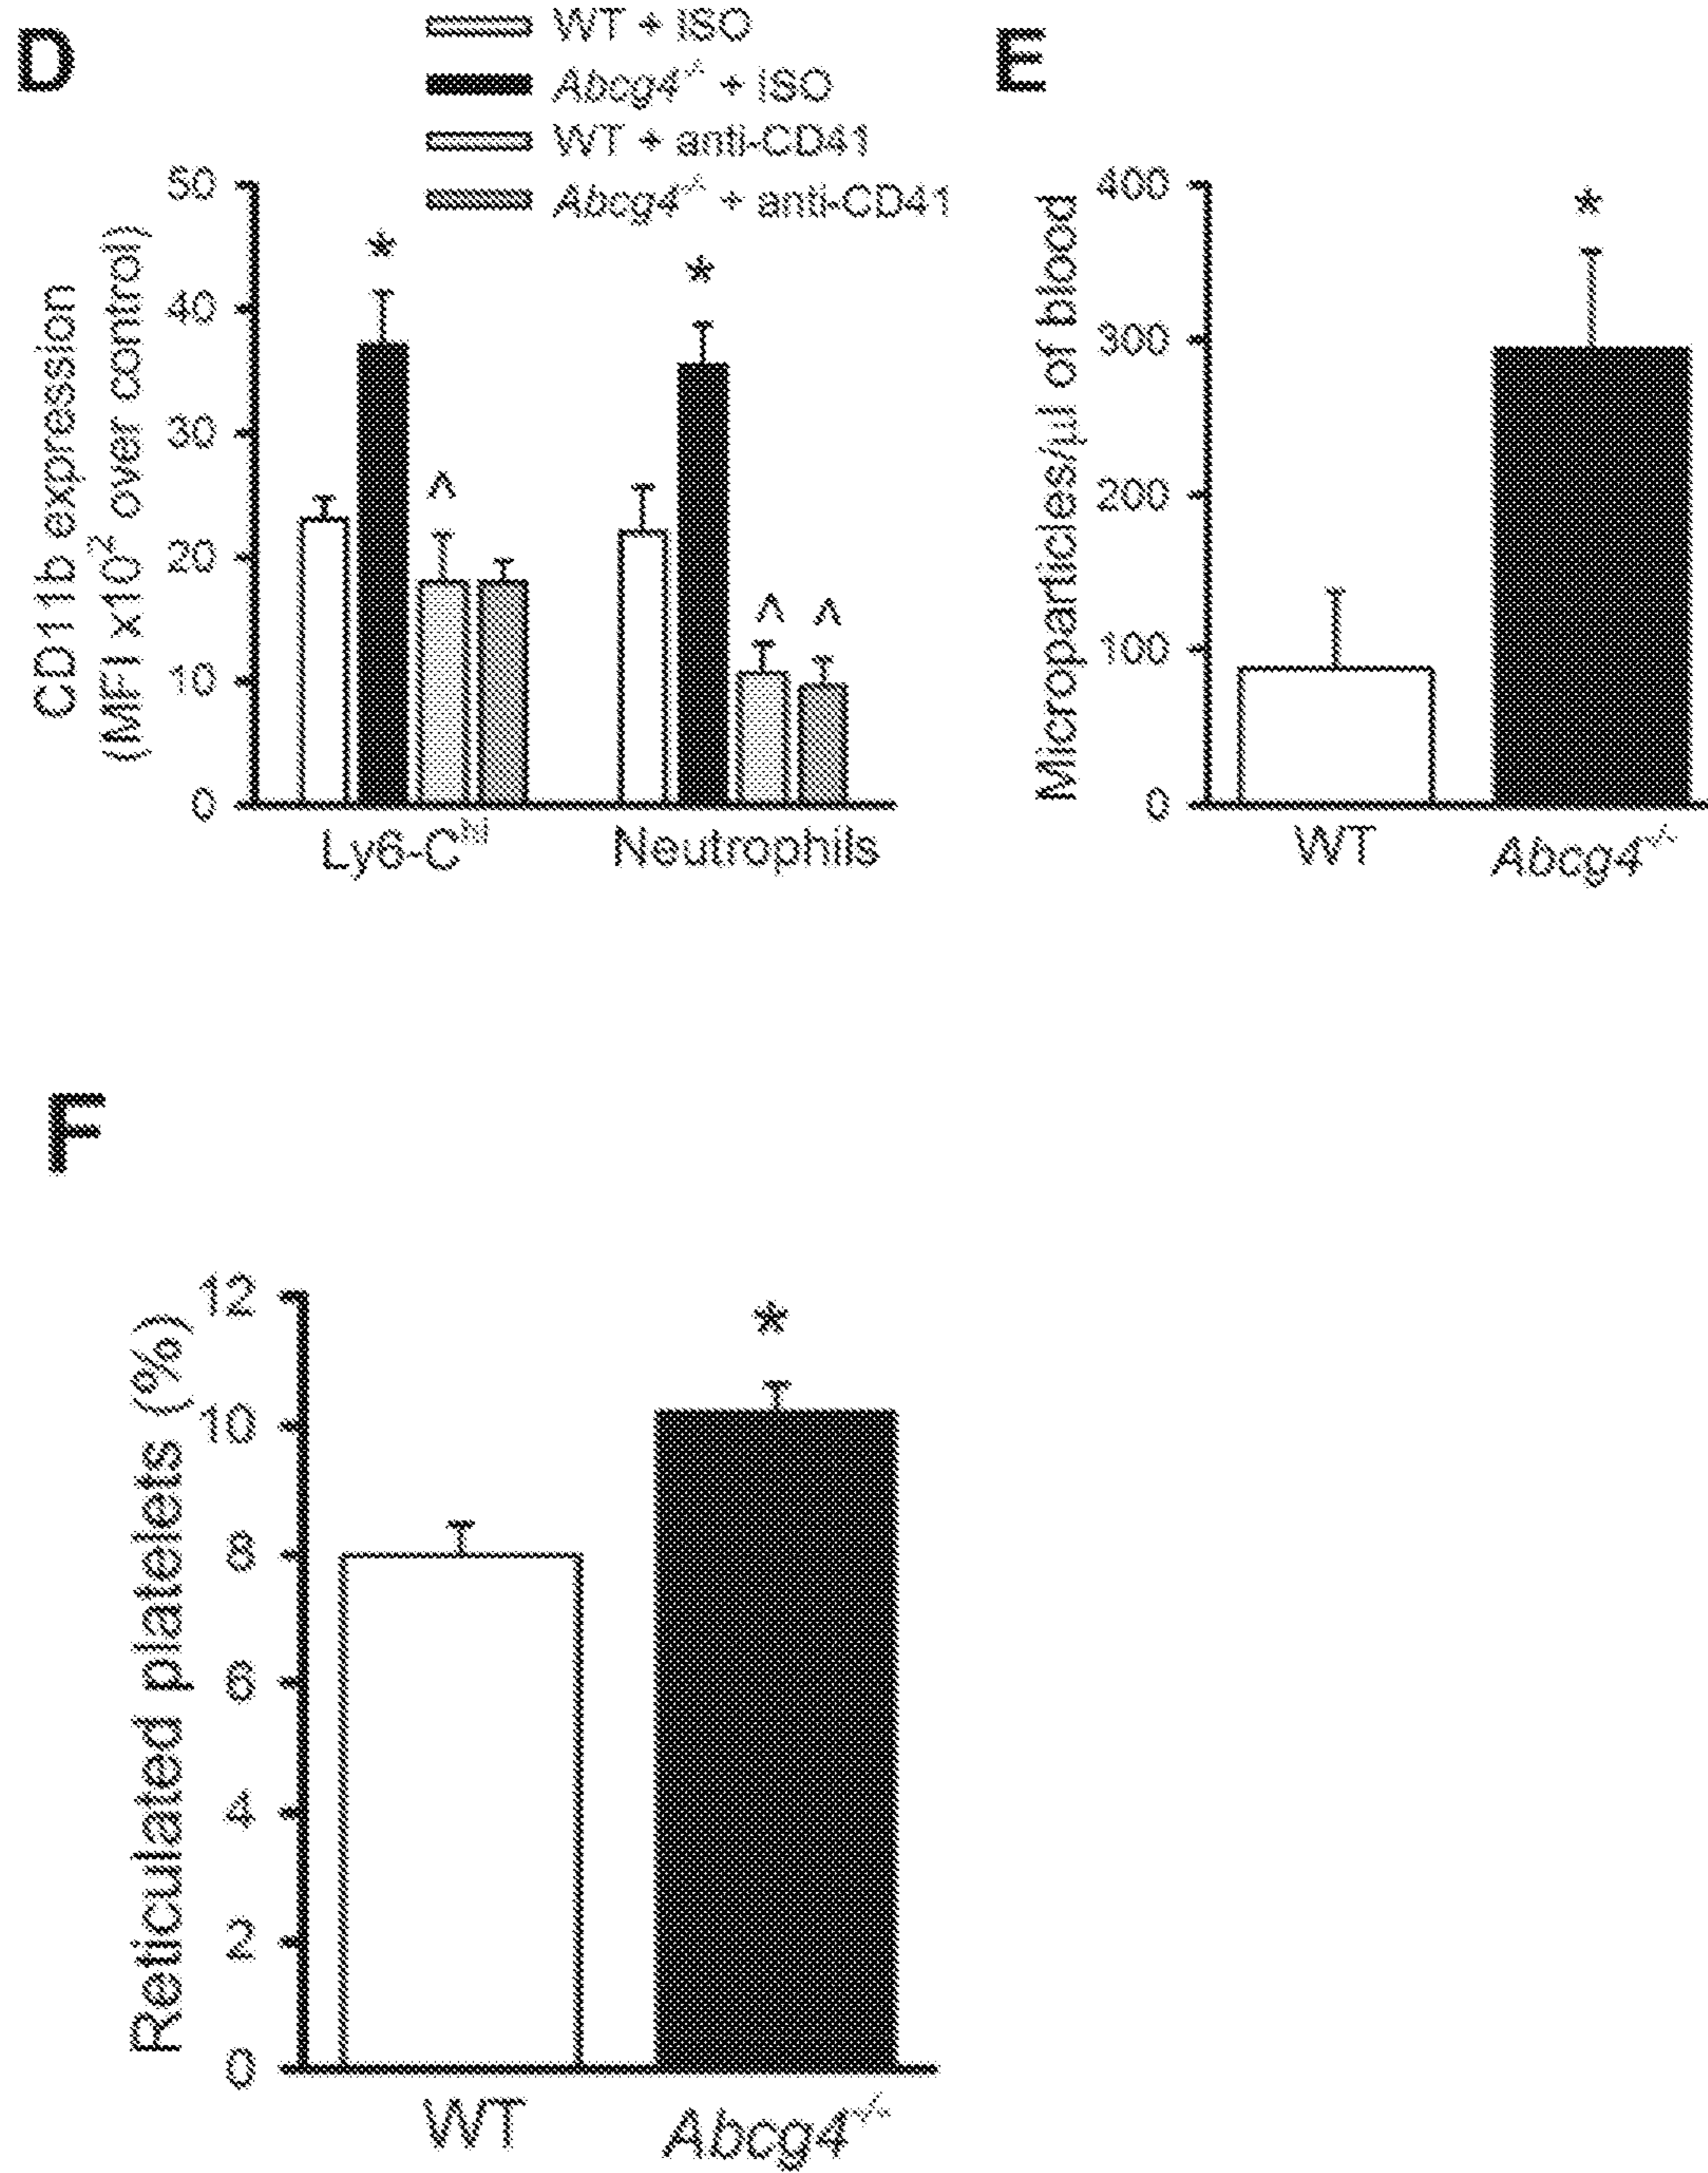 D
WT + ISO
Abcg4-/- + ISO
WT + anti-CD41
Abcg4-/- + anti-CD41
CD11b expression
(MFI x10² over control)
50
40
30
20
10
0
*
^
*
^ ^
Ly6-Chi
Neutrophils
E
Microparticles/µl of blood
400
300
200
100
0
*
WT
Abcg4-/-
F
Reticulated platelets (%)
12
10
8
6
4
2
0
*
WT
Abcg4-/-